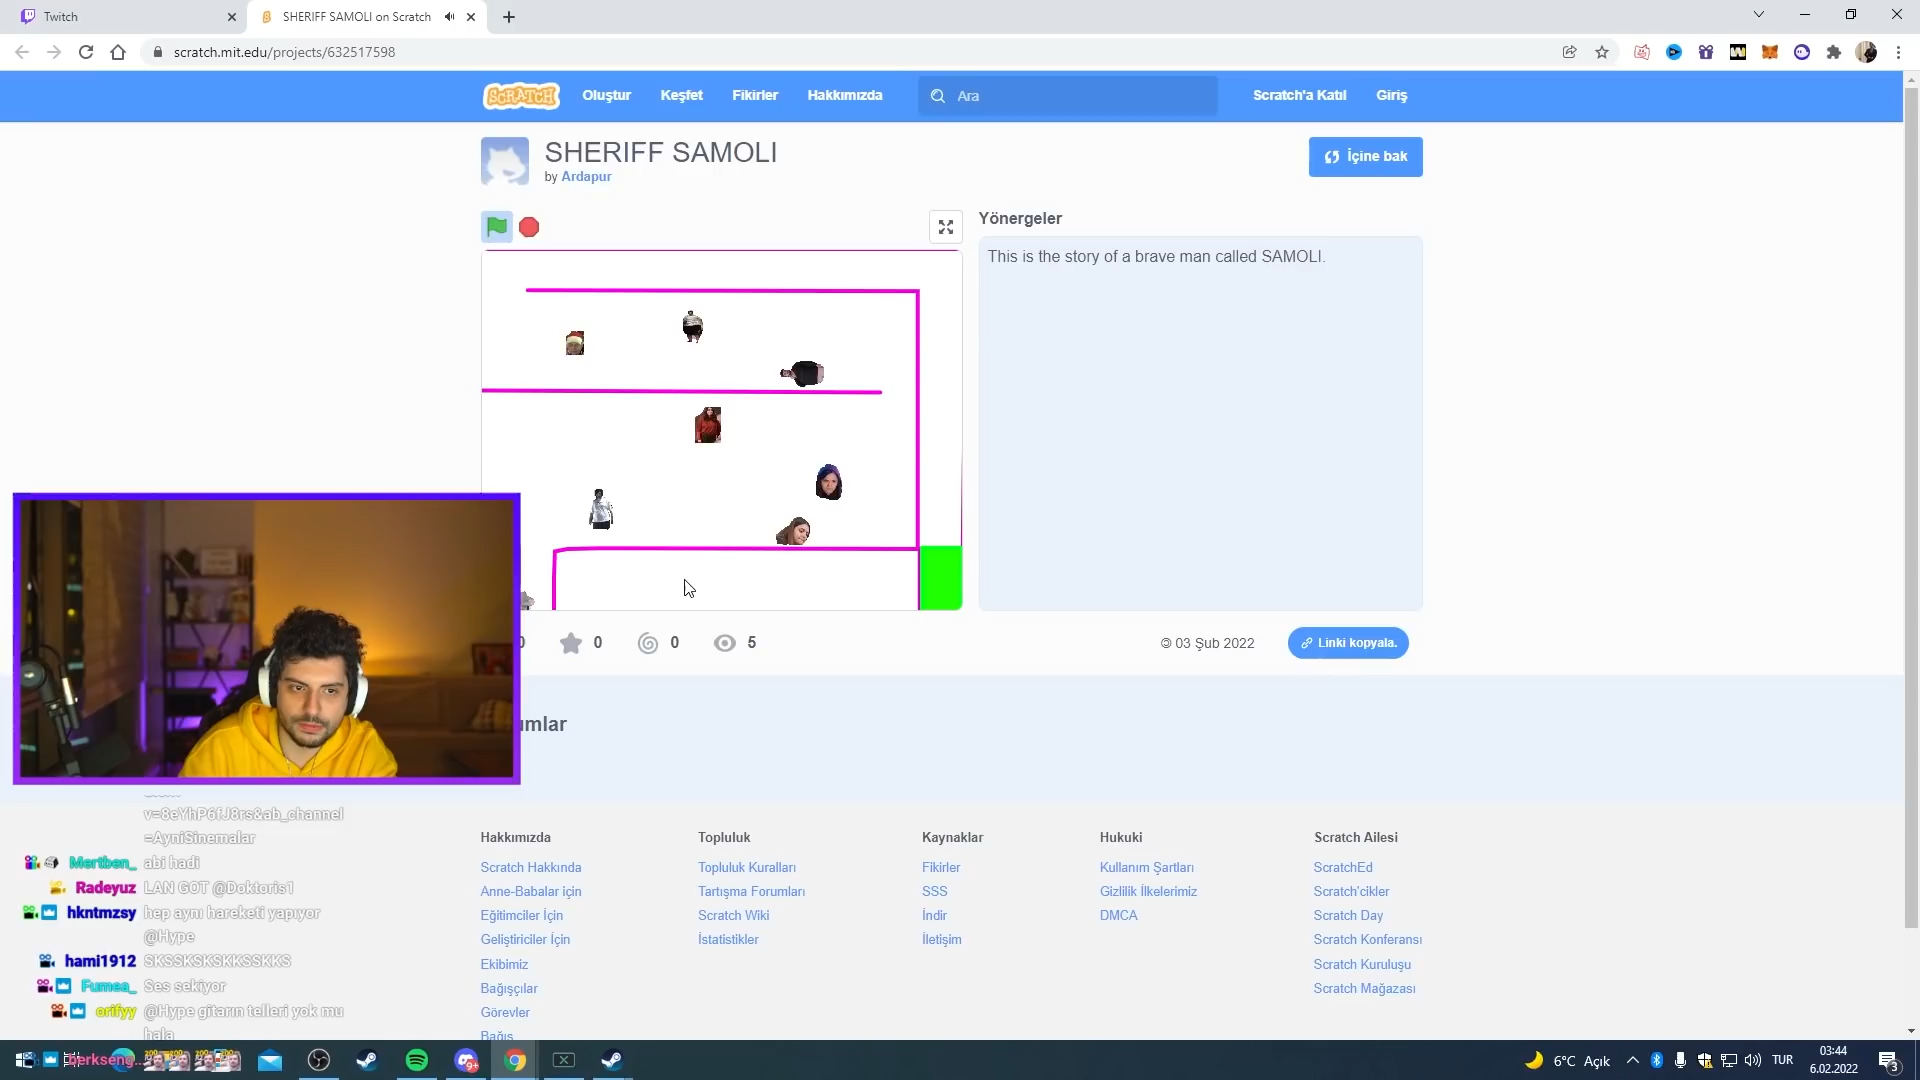 Twitch
SHERIFF SAMOLI on Scratch
scratch.mit.edu/projects/632517598
SCRATCH
Oluştur
Keşfet
Fikirler
Hakkımızda
Ara
Scratch'a Katıl
Giriş
SHERIFF SAMOLI
by Ardapur
İçine bak
Yönergeler
This is the story of a brave man called SAMOLI.
0
0
5
© 03 Şub 2022
Linki kopyala.
Hakkımızda
Scratch Hakkında
Anne-Babalar için
Eğitimciler İçin
Geliştiriciler İçin
Ekibimiz
Bağışçılar
Görevler
Bağış
Topluluk
Topluluk Kuralları
Tartışma Forumları
Scratch Wiki
İstatistikler
Kaynaklar
Fikirler
SSS
İndir
İletişim
Hukuki
Kullanım Şartları
Gizlilik İlkelerimiz
DMCA
Scratch Ailesi
ScratchEd
Scratch'cikler
Scratch Day
Scratch Konferansı
Scratch Kuruluşu
Scratch Mağazası
v=8eYhP6fJ8rs&ab_channel
=AyniSinemalar
Mertben_ abi hadi
Radeyuz LAN GOT @Doktoris1
hkntmzsy hep aynı hareketi yapıyor
@Hype
hami1912 SKSSKSKSKKSSKKS
Fumea_ Ses sekiyor
orifyy @Hype gitarın telleri yok mu
hala
6°C Açık
TUR
03:44
6.02.2022
3